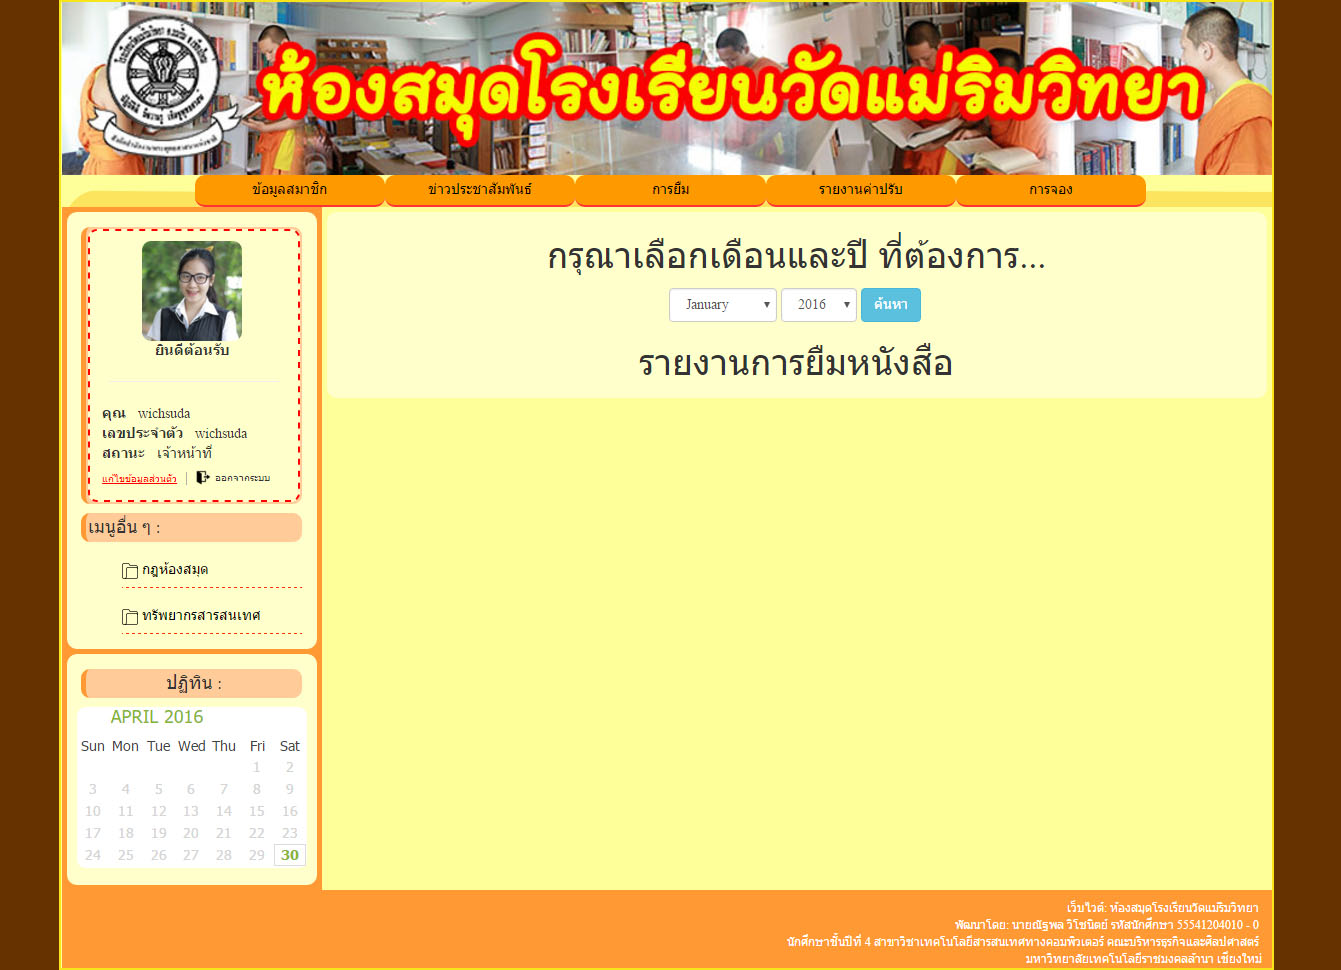 ห้องสมุดโรงเรียนวัดแม่ริมวิทยา
ข้อมูลสมาชิก ข่าวประชาสัมพันธ์ การยืม รายงานค่าปรับ การจอง
ยินดีต้อนรับ
คุณ wichsuda
เลขประจำตัว wichsuda
สถานะ เจ้าหน้าที่
แก้ไขข้อมูลส่วนตัว ออกจากระบบ
เมนูอื่น ๆ :
กฎห้องสมุด
ทรัพยากรสารสนเทศ
ปฏิทิน :
APRIL 2016
Sun Mon Tue Wed Thu Fri Sat
1 2
3 4 5 6 7 8 9
10 11 12 13 14 15 16
17 18 19 20 21 22 23
24 25 26 27 28 29 30
กรุณาเลือกเดือนและปี ที่ต้องการ...
January 2016 ค้นหา
รายงานการยืมหนังสือ
เว็บไวต์: ห้องสมุดโรงเรียนวัดแม่ริมวิทยา
พัฒนาโดย: นายณัฐพล วิโชนิตย์ รหัสนักศึกษา 55541204010 - 0
นักศึกษาชั้นปีที่ 4 สาขาวิชาเทคโนโลยีสารสนเทศทางคอมพิวเตอร์ คณะบริหารธุรกิจและศิลปศาสตร์
มหาวิทยาลัยเทคโนโลยีราชมงคลล้านา เชียงใหม่